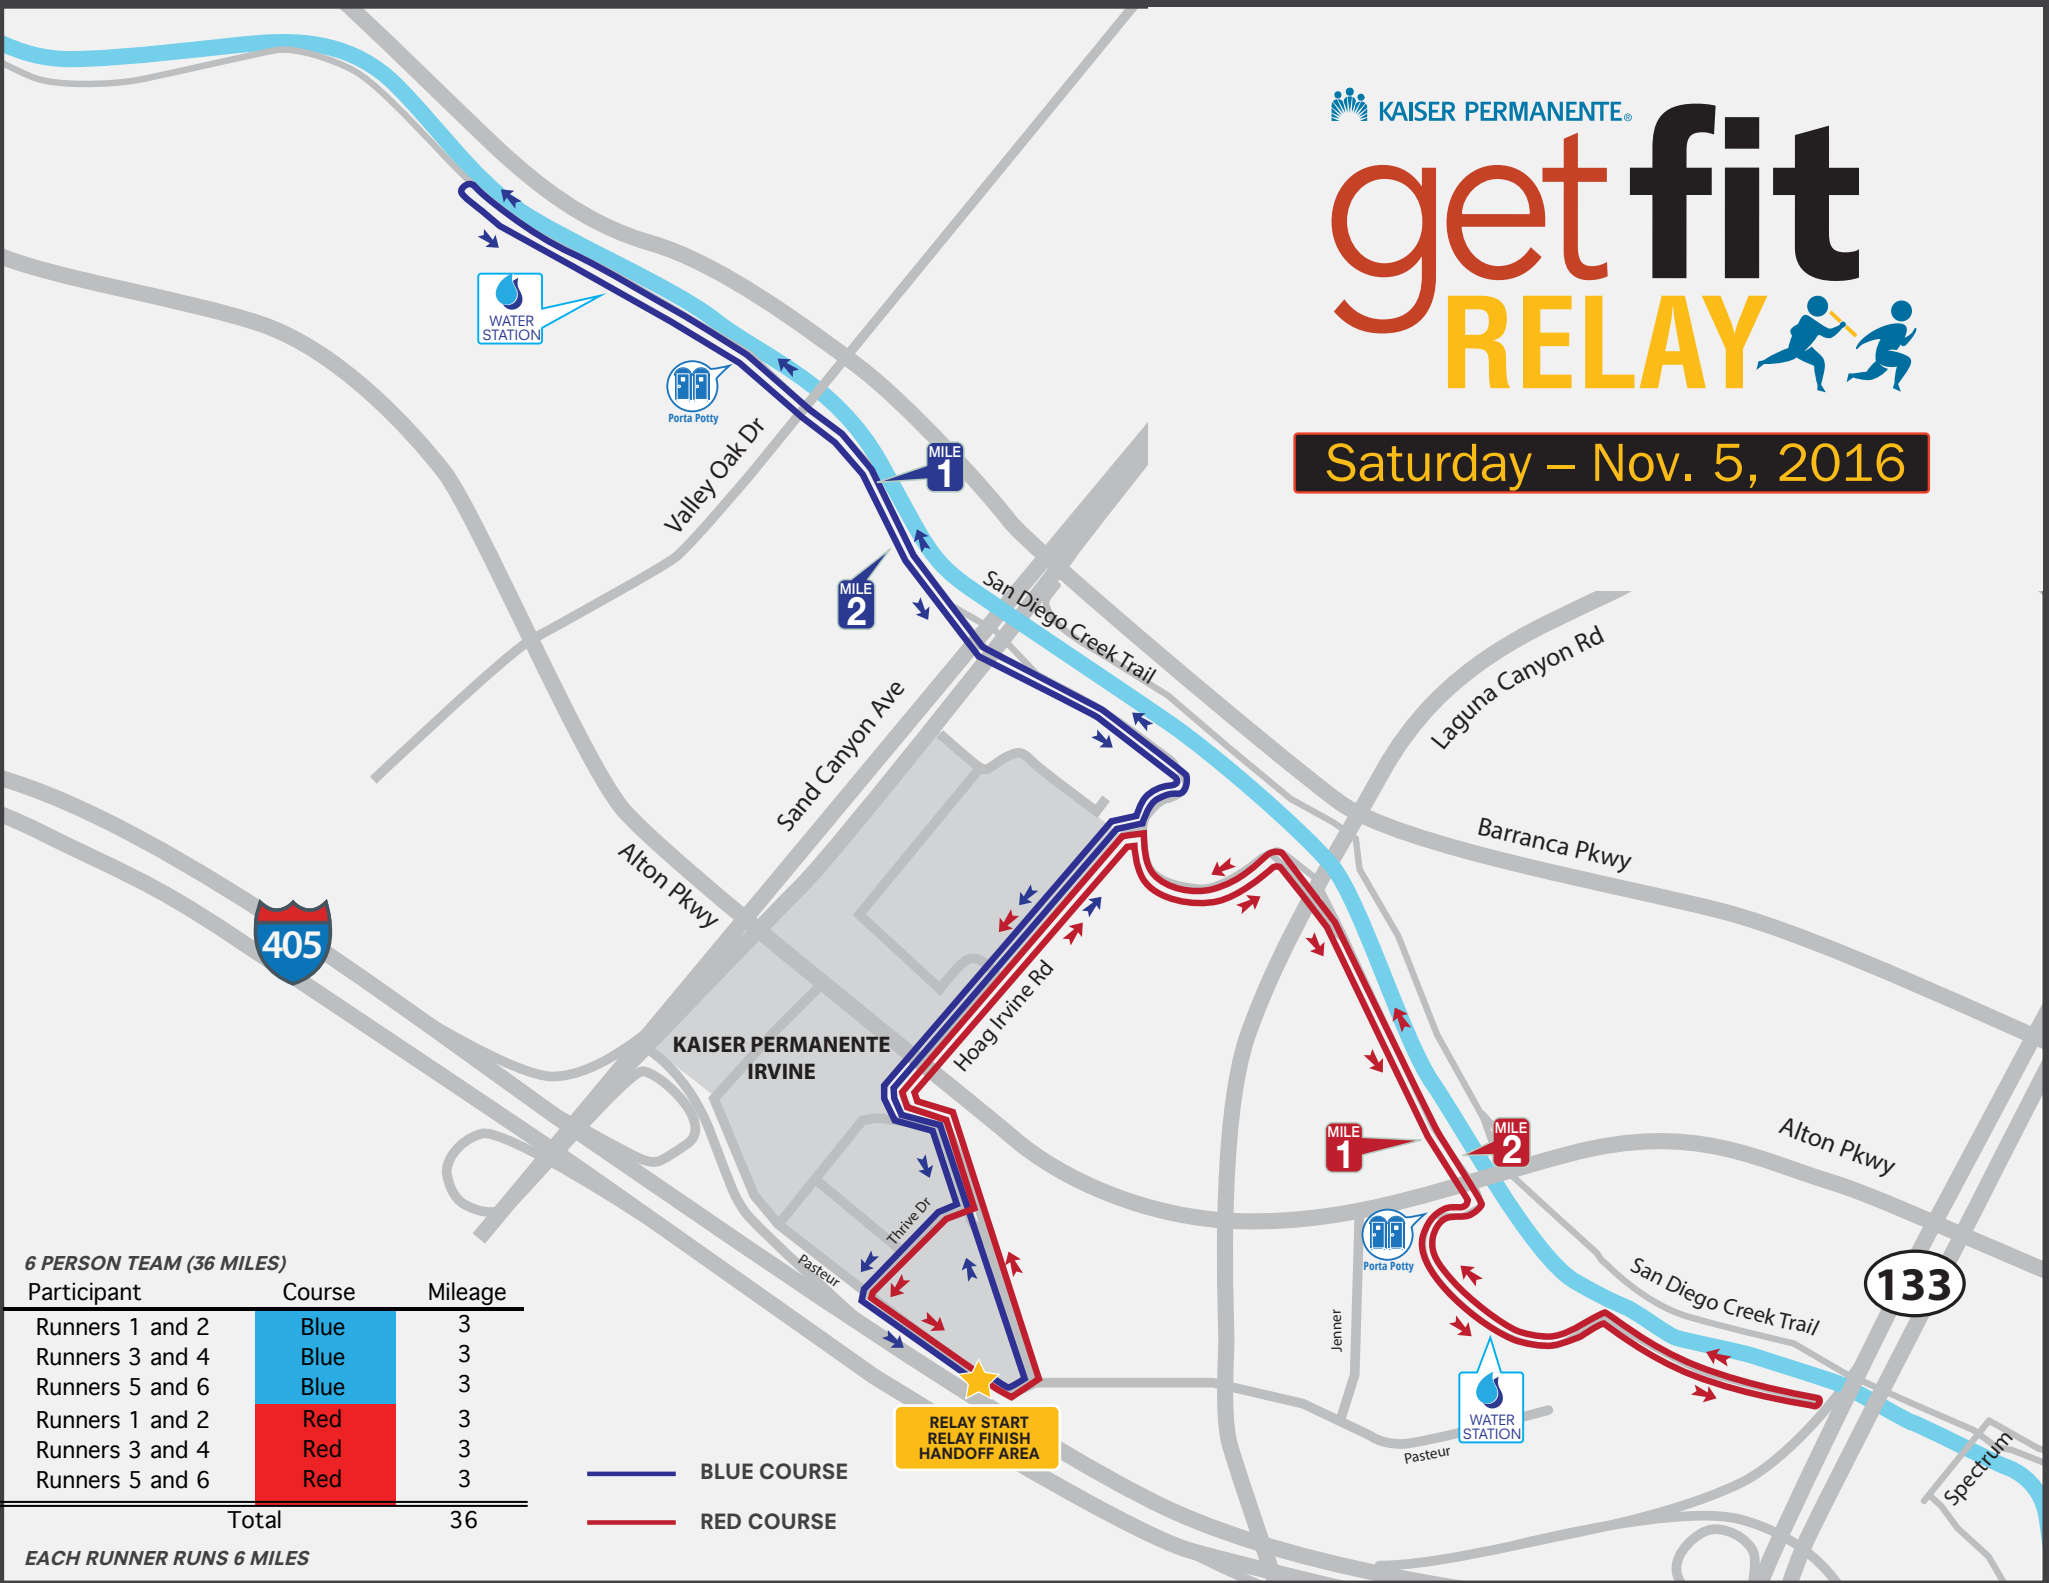 KAISER PERMANENTE®
get fit
RELAY
Saturday – Nov. 5, 2016
WATER
STATION
Porta Potty
Valley Oak Dr
MILE
1
MILE
2
San Diego Creek Trail
Laguna Canyon Rd
Sand Canyon Ave
Barranca Pkwy
Alton Pkwy
405
Hoag Irvine Rd
KAISER PERMANENTE
IRVINE
MILE
1
MILE
2
Alton Pkwy
Thrive Dr
Pasteur
Porta Potty
San Diego Creek Trail
133
Jenner
WATER
STATION
Pasteur
Spectrum
RELAY START
RELAY FINISH
HANDOFF AREA
BLUE COURSE
RED COURSE
6 PERSON TEAM (36 MILES)
Participant Course Mileage
Runners 1 and 2 Blue 3
Runners 3 and 4 Blue 3
Runners 5 and 6 Blue 3
Runners 1 and 2 Red 3
Runners 3 and 4 Red 3
Runners 5 and 6 Red 3
Total 36
EACH RUNNER RUNS 6 MILES